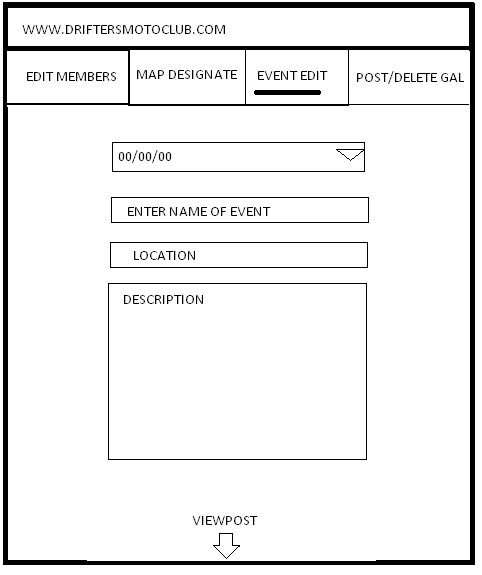 WWW.DRIFTERSMOTOCLUB.COM
EDIT MEMBERS MAP DESIGNATE EVENT EDIT POST/DELETE GAL
00/00/00
ENTER NAME OF EVENT
LOCATION
DESCRIPTION
VIEWPOST